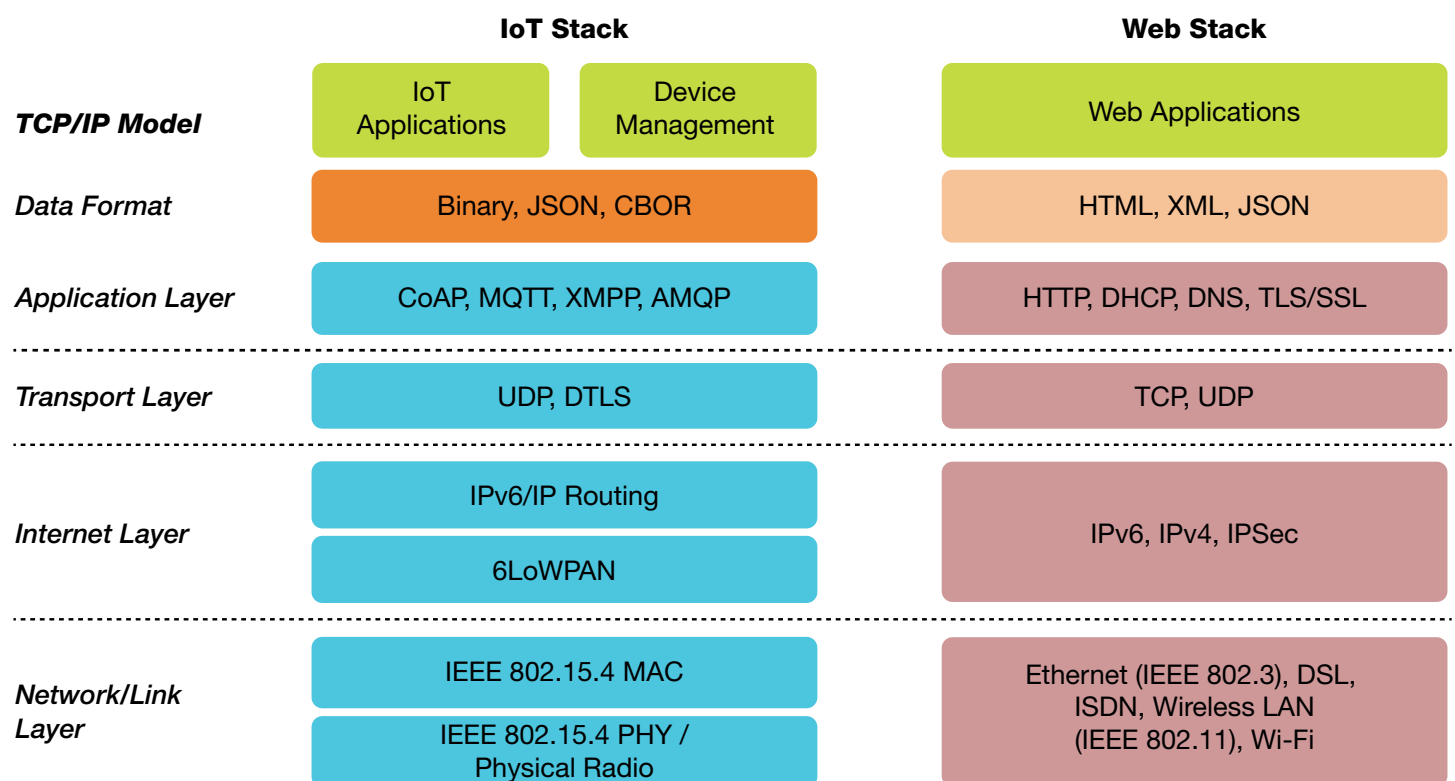 IoT Stack
Web Stack
TCP/IP Model
IoT
Applications
Device
Management
Web Applications
Data Format
Binary, JSON, CBOR
HTML, XML, JSON
Application Layer
CoAP, MQTT, XMPP, AMQP
HTTP, DHCP, DNS, TLS/SSL
Transport Layer
UDP, DTLS
TCP, UDP
Internet Layer
IPv6/IP Routing
6LoWPAN
IPv6, IPv4, IPSec
Network/Link
Layer
IEEE 802.15.4 MAC
IEEE 802.15.4 PHY /
Physical Radio
Ethernet (IEEE 802.3), DSL,
ISDN, Wireless LAN
(IEEE 802.11), Wi-Fi